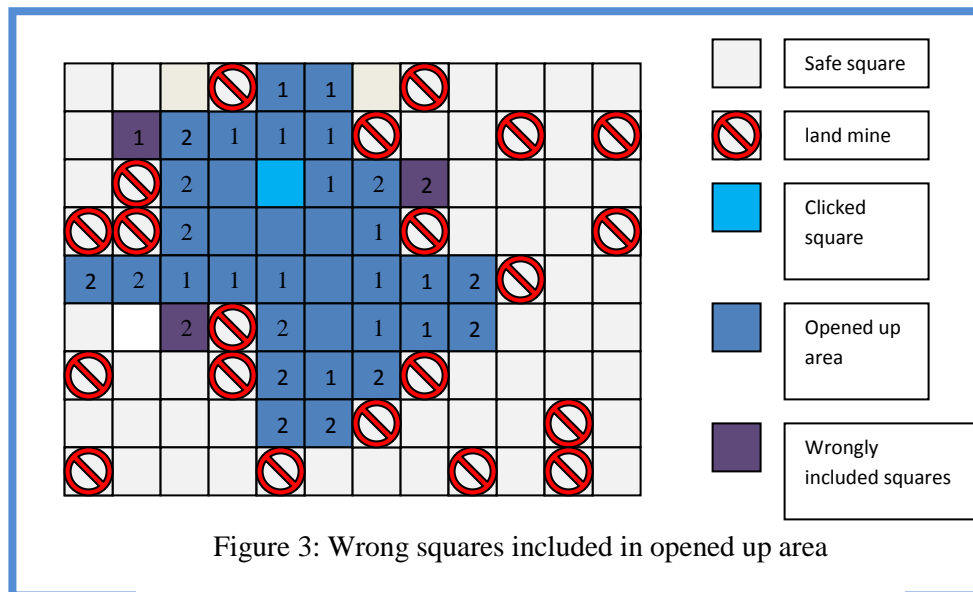 1 1
1 2 1 1 1
2 1 2 2
2 1
2 2 1 1 1 1 1 2
2 2 1 1 2
2 1 2
2 2
Safe square
land mine
Clicked
square
Opened up
area
Wrongly
included squares
Figure 3: Wrong squares included in opened up area